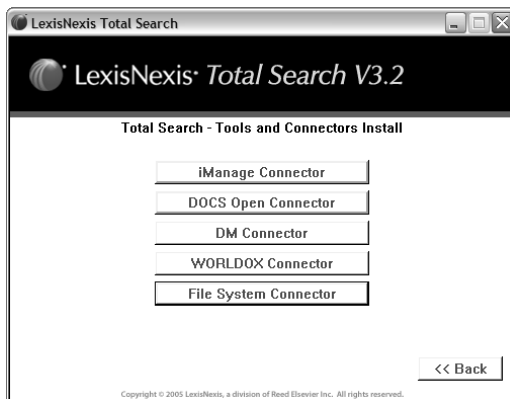 LexisNexis Total Search
LexisNexis® Total Search V3.2
Total Search - Tools and Connectors Install
iManage Connector
DOCS Open Connector
DM Connector
WORLDOX Connector
File System Connector
<< Back
Copyright © 2005 LexisNexis, a division of Reed Elsevier Inc. All rights reserved.